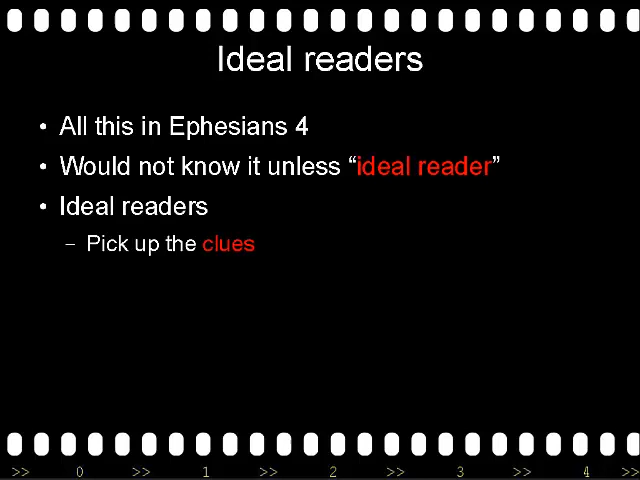 Ideal readers
• All this in Ephesians 4
• Would not know it unless “ideal reader”
• Ideal readers
– Pick up the clues
>> 0 >> 1 >> 2 >> 3 >> 4 >>